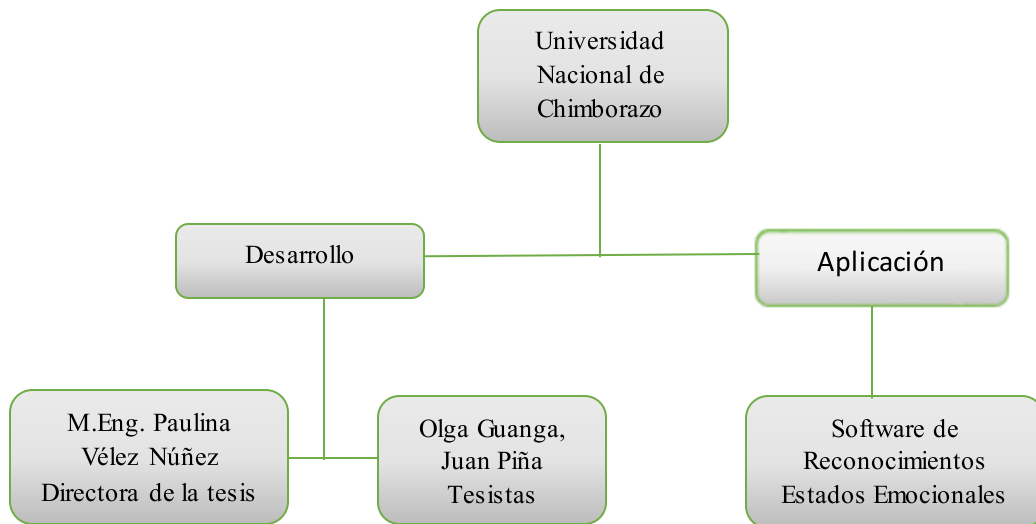 Universidad
Nacional de
Chimborazo
Desarrollo
Aplicación
M.Eng. Paulina
Vélez Núñez
Directora de la tesis
Olga Guanga,
Juan Piña
Tesistas
Software de
Reconocimientos
Estados Emocionales